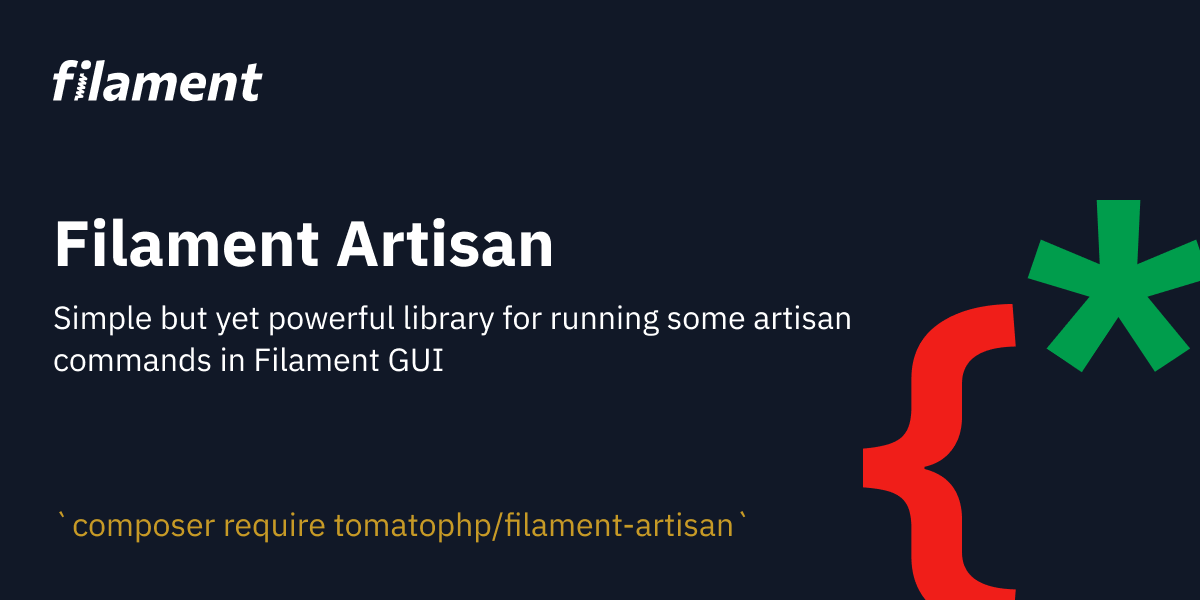 filament
Filament Artisan
Simple but yet powerful library for running some artisan
commands in Filament GUI
`composer require tomatophp/filament-artisan`
{*